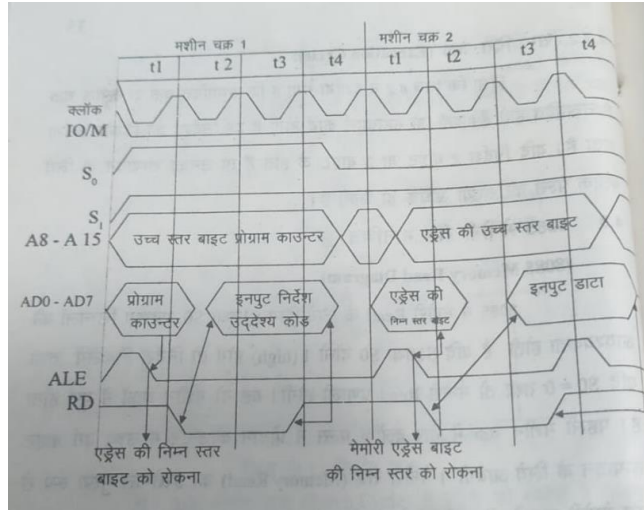 मशीन चक्र 1 मशीन चक्र 2
t1 t 2 t3 t4 t1 t2 t3 t4
क्लॉक
IO/M
S0
S1
A8 - A 15 उच्च स्तर बाइट प्रोग्राम काउन्टर एड्रेस की उच्च स्तर बाइट
AD0 - AD7 प्रोग्राम काउन्टर इनपुट निर्देश उद्देश्य कोड एड्रेस की निम्न स्तर बाइट इनपुट डाटा
ALE
RD
एड्रेस की निम्न स्तर बाइट को रोकना
मेमोरी एड्रेस बाइट की निम्न स्तर को रोकना